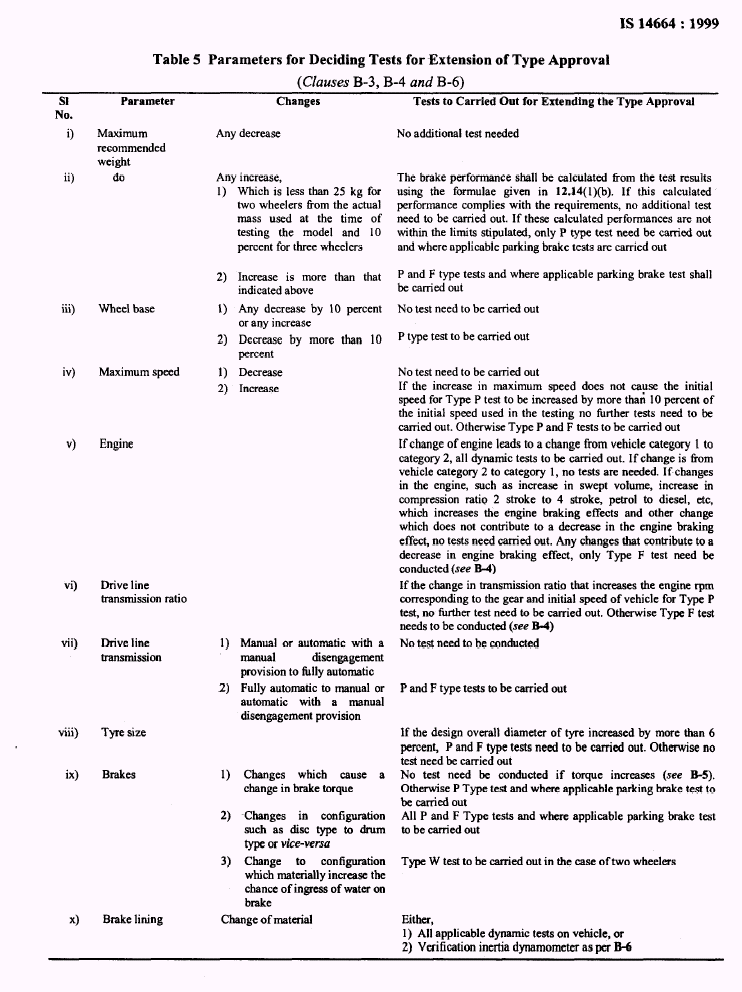 IS 14664 : 1999
Table 5 Parameters for Deciding Tests for Extension of Type Approval
(Clauses B-3, B-4 and B-6)
Sl No. Parameter Changes Tests to Carried Out for Extending the Type Approval
i) Maximum recommended weight
Any decrease
No additional test needed
ii) do
Any increase,
1) Which is less than 25 kg for
two wheelers from the actual
mass used at the time of
testing the model and 10
percent for three wheelers
The brake performance shall be calculated from the test results
using the formulae given in 12.14(1)(b). If this calculated
performance complies with the requirements, no additional test
need to be carried out. If these calculated performances are not
within the limits stipulated, only P type test need be carried out
and where applicable parking brake tests are carried out
2) Increase is more than that
indicated above
P and F type tests and where applicable parking brake test shall
be carried out
iii) Wheel base
1) Any decrease by 10 percent
or any increase
No test need to be carried out
2) Decrease by more than 10
percent
P type test to be carried out
iv) Maximum speed
1) Decrease
No test need to be carried out
2) Increase
If the increase in maximum speed does not cause the initial
speed for Type P test to be increased by more than 10 percent of
the initial speed used in the testing no further tests need to be
carried out. Otherwise Type P and F tests to be carried out
v) Engine
If change of engine leads to a change from vehicle category 1 to
category 2, all dynamic tests to be carried out. If change is from
vehicle category 2 to category 1, no tests are needed. If changes
in the engine, such as increase in swept volume, increase in
compression ratio 2 stroke to 4 stroke, petrol to diesel, etc,
which increases the engine braking effects and other change
which does not contribute to a decrease in the engine braking
effect, no tests need carried out. Any changes that contribute to a
decrease in engine braking effect, only Type F test need be
conducted (see B-4)
vi) Drive line
transmission ratio
If the change in transmission ratio that increases the engine rpm
corresponding to the gear and initial speed of vehicle for Type P
test, no further test need to be carried out. Otherwise Type F test
needs to be conducted (see B-4)
vii) Drive line
transmission
1) Manual or automatic with a
manual disengagement
provision to fully automatic
No test need to be conducted
2) Fully automatic to manual or
automatic with a manual
disengagement provision
P and F type tests to be carried out
viii) Tyre size
If the design overall diameter of tyre increased by more than 6
percent, P and F type tests need to be carried out. Otherwise no
test need be carried out
ix) Brakes
1) Changes which cause a
change in brake torque
No test need be conducted if torque increases (see B-5).
Otherwise P Type test and where applicable parking brake test to
be carried out
2) Changes in configuration
such as disc type to drum
type or vice-versa
All P and F Type tests and where applicable parking brake test
to be carried out
3) Change to configuration
which materially increase the
chance of ingress of water on
brake
Type W test to be carried out in the case of two wheelers
x) Brake lining
Change of material
Either,
1) All applicable dynamic tests on vehicle, or
2) Verification inertia dynamometer as per B-6